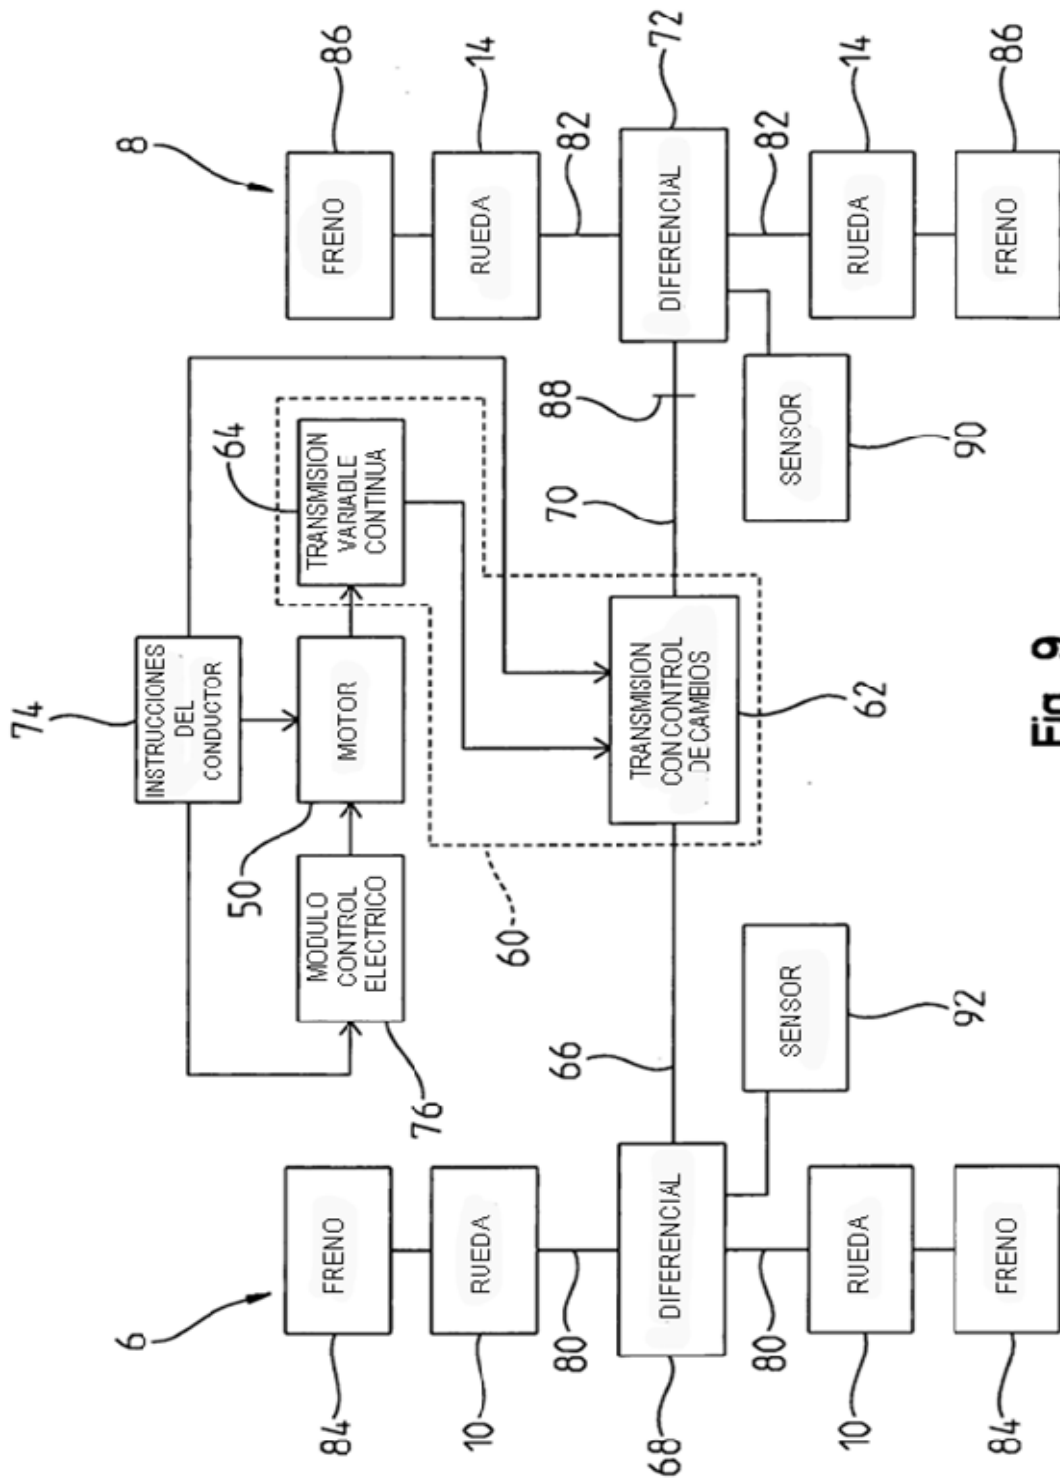 74
6
8
INSTRUCCIONES
DEL
CONDUCTOR
50
64
84
FRENO
MODULO
CONTROL
ELECTRICO
MOTOR
TRANSMISION
VARIABLE
CONTINUA
FRENO
86
76
10
RUEDA
RUEDA
14
60
80
66
70
88
82
68
DIFERENCIAL
TRANSMISION
CON CONTROL
DE CAMBIOS
DIFERENCIAL
72
80
SENSOR
SENSOR
82
10
RUEDA
62
RUEDA
14
92
90
84
FRENO
FRENO
86
Fig. 9